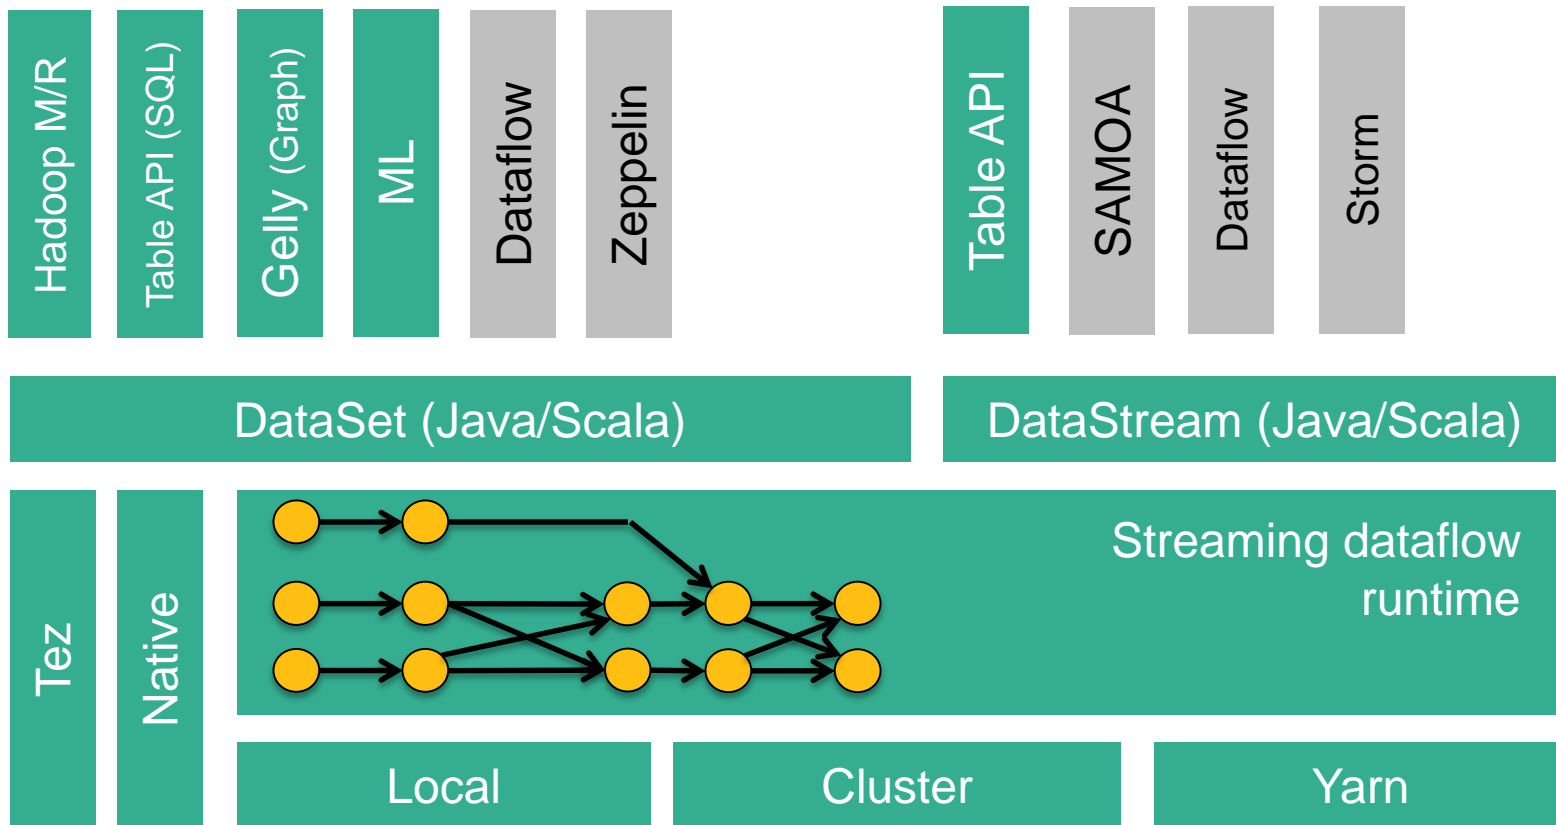 Hadoop M/R
Table API (SQL)
Gelly (Graph)
ML
Dataflow
Zeppelin
Table API
SAMOA
Dataflow
Storm
DataSet (Java/Scala)
DataStream (Java/Scala)
Tez
Native
Streaming dataflow
runtime
Local
Cluster
Yarn